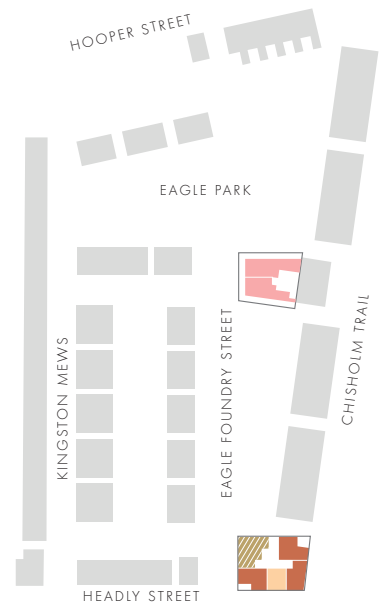 HOOPER STREET
EAGLE PARK
KINGSTON MEWS
EAGLE FOUNDRY STREET
CHISHOLM TRAIL
HEADLY STREET